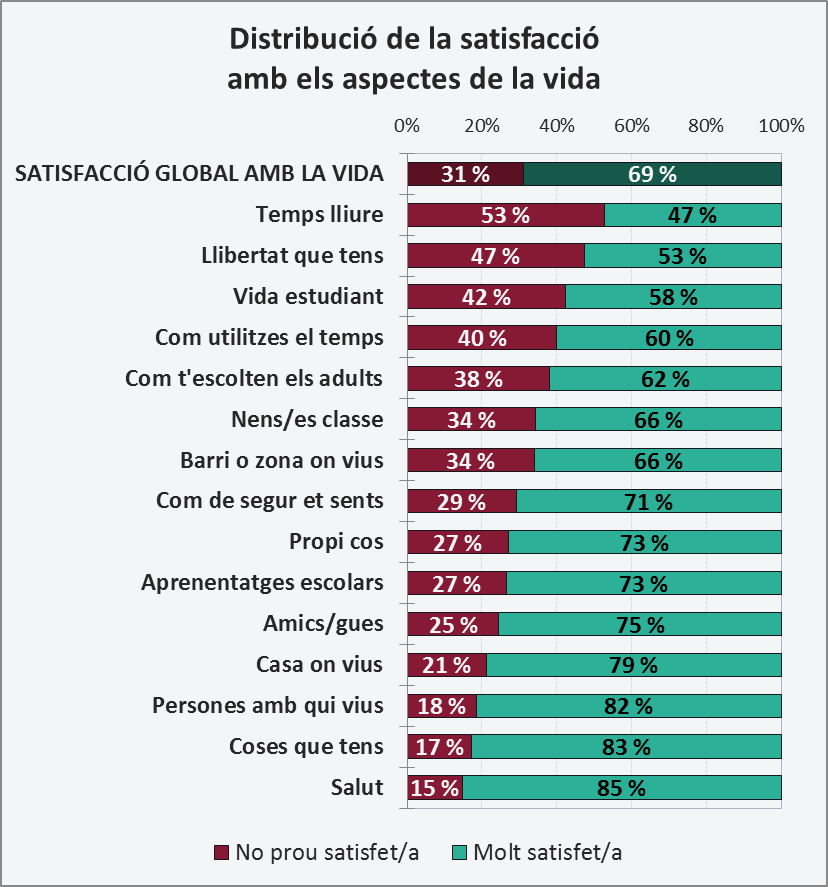 Distribució de la satisfacció
amb els aspectes de la vida
0% 20% 40% 60% 80% 100%
SATISFACCIÓ GLOBAL AMB LA VIDA 31 % 69 %
Temps lliure 53 % 47 %
Llibertat que tens 47 % 53 %
Vida estudiant 42 % 58 %
Com utilitzes el temps 40 % 60 %
Com t'escolten els adults 38 % 62 %
Nens/es classe 34 % 66 %
Barri o zona on vius 34 % 66 %
Com de segur et sents 29 % 71 %
Propi cos 27 % 73 %
Aprenentatges escolars 27 % 73 %
Amics/gues 25 % 75 %
Casa on vius 21 % 79 %
Persones amb qui vius 18 % 82 %
Coses que tens 17 % 83 %
Salut 15 % 85 %
No prou satisfet/a Molt satisfet/a